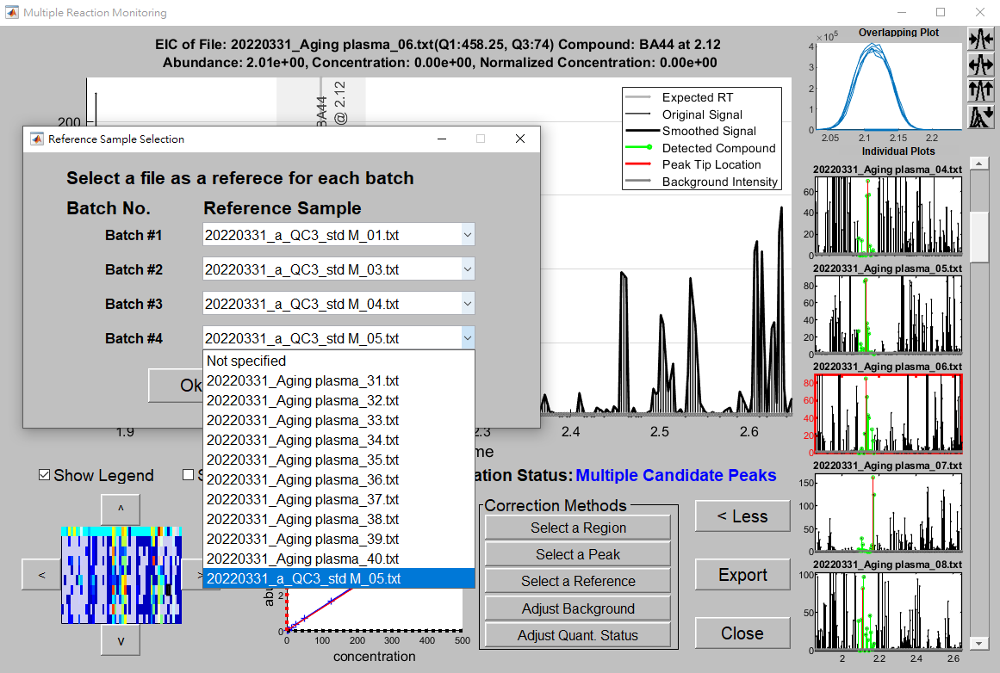 Multiple Reaction Monitoring
EIC of File: 20220331_Aging plasma_06.txt(Q1:458.25, Q3:74) Compound: BA44 at 2.12
Abundance: 2.01e+00, Concentration: 0.00e+00, Normalized Concentration: 0.00e+00
200
BA44
@ 2.12
Expected RT
Original Signal
Smoothed Signal
Detected Compound
Peak Tip Location
Background Intensity
Reference Sample Selection
Select a file as a referece for each batch
Batch No. Reference Sample
Batch #1 20220331_a_QC3_std M_01.txt
Batch #2 20220331_a_QC3_std M_03.txt
Batch #3 20220331_a_QC3_std M_04.txt
Batch #4 20220331_a_QC3_std M_05.txt
Not specified
20220331_Aging plasma_31.txt
20220331_Aging plasma_32.txt
20220331_Aging plasma_33.txt
20220331_Aging plasma_34.txt
20220331_Aging plasma_35.txt
20220331_Aging plasma_36.txt
20220331_Aging plasma_37.txt
20220331_Aging plasma_38.txt
20220331_Aging plasma_39.txt
20220331_Aging plasma_40.txt
20220331_a_QC3_std M_05.txt
Ok
1.9 2.3 2.4 2.5 2.6
me
Show Legend S
ation Status: Multiple Candidate Peaks
^
<
>
v
abu
2
0
0 100 200 300 400 500
concentration
Correction Methods
Select a Region
Select a Peak
Select a Reference
Adjust Background
Adjust Quant. Status
< Less
Export
Close
Overlapping Plot
×10⁵
4
3
2
1
0
2.05 2.1 2.15 2.2
Individual Plots
20220331_Aging plasma_04.txt
60
40
20
0
20220331_Aging plasma_05.txt
80
60
40
20
0
20220331_Aging plasma_06.txt
80
60
40
20
0
20220331_Aging plasma_07.txt
150
100
50
0
20220331_Aging plasma_08.txt
100
50
0
2 2.2 2.4 2.6